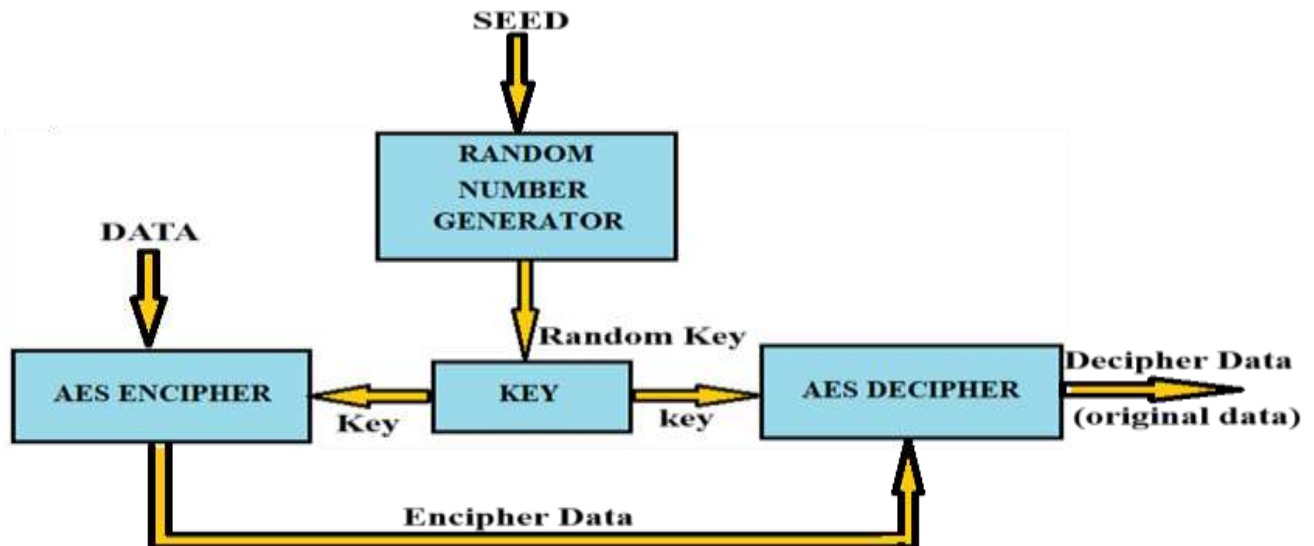 SEED
RANDOM
NUMBER
GENERATOR
DATA
Random Key
AES ENCIPHER
KEY
AES DECIPHER
Decipher Data
(original data)
Key
key
Encipher Data